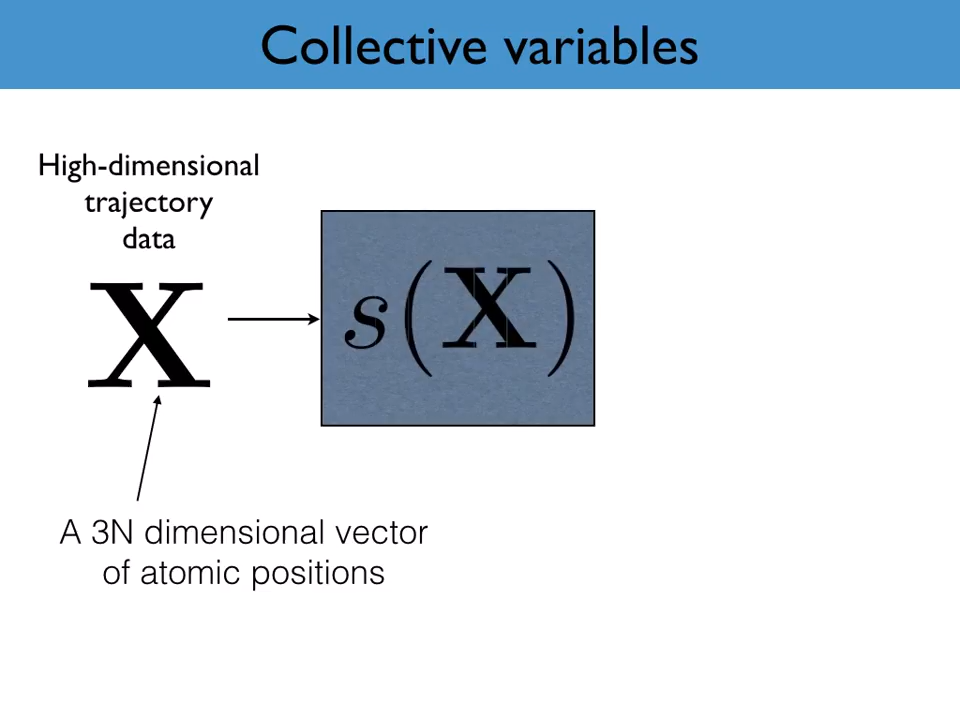 Collective variables
High-dimensional
trajectory
data
X
s(X)
A 3N dimensional vector
of atomic positions